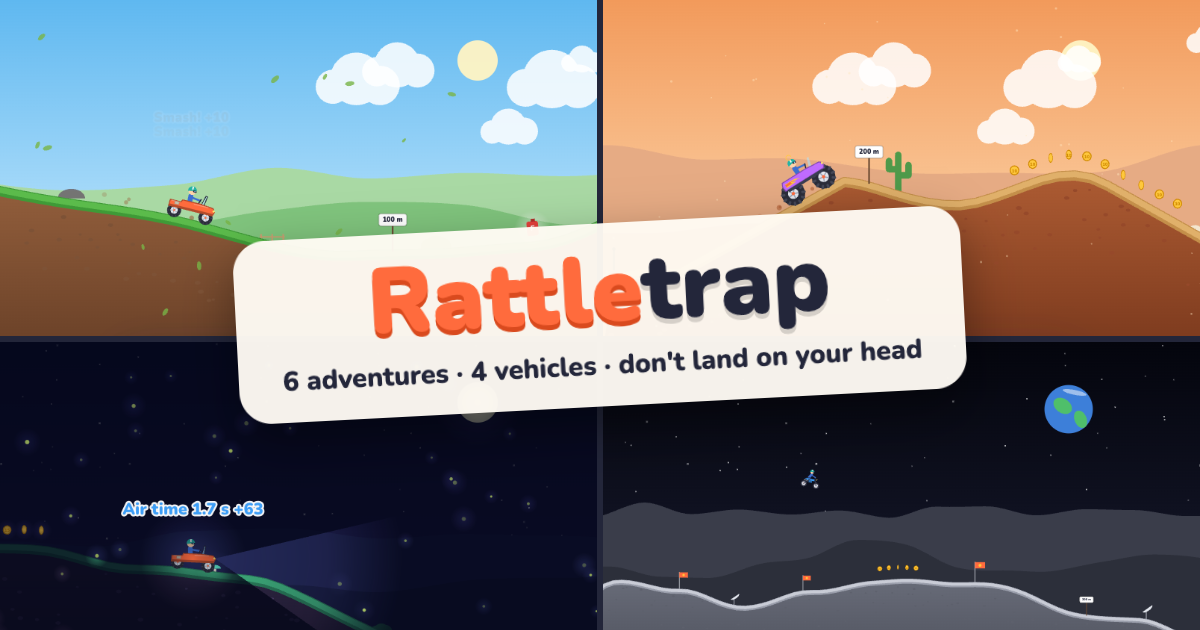 200 m
100 m
Rattletrap
6 adventures · 4 vehicles · don't land on your head
Air time 1.7 s +63